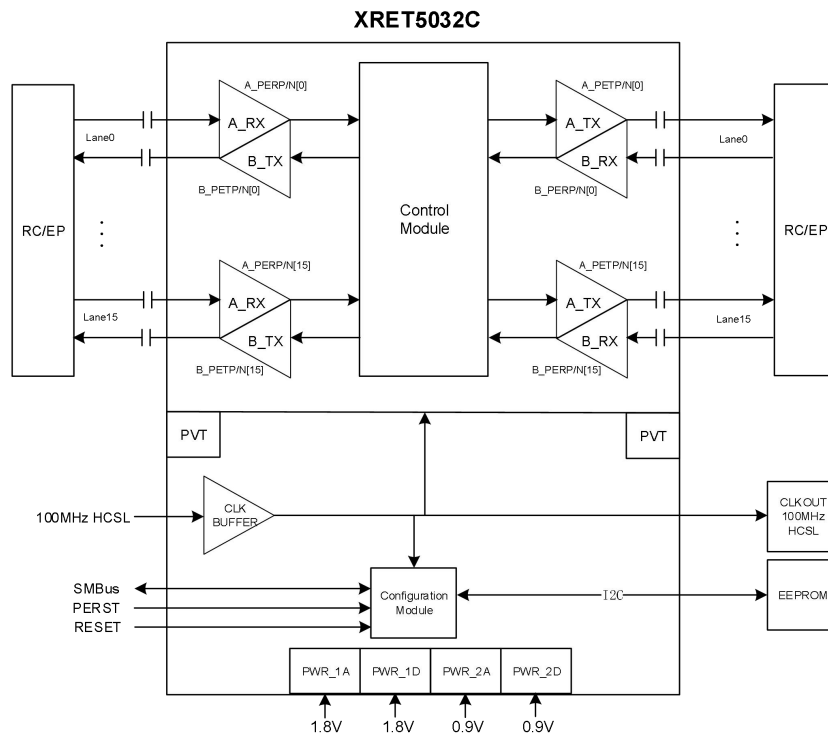 XRET5032C
A_PERP/N[0]
A_PETP/N[0]
A_RX
A_TX
Lane0
Lane0
B_TX
B_RX
B_PETP/N[0]
B_PERP/N[0]
RC/EP
Control
Module
RC/EP
A_PERP/N[15]
A_PETP/N[15]
A_RX
A_TX
Lane15
Lane15
B_TX
B_RX
B_PETP/N[15]
B_PERP/N[15]
PVT
PVT
100MHz HCSL
CLK
BUFFER
CLKOUT
100MHz
HCSL
SMBus
PERST
RESET
Configuration
Module
I2C
EEPROM
PWR_1A
PWR_1D
PWR_2A
PWR_2D
1.8V
1.8V
0.9V
0.9V